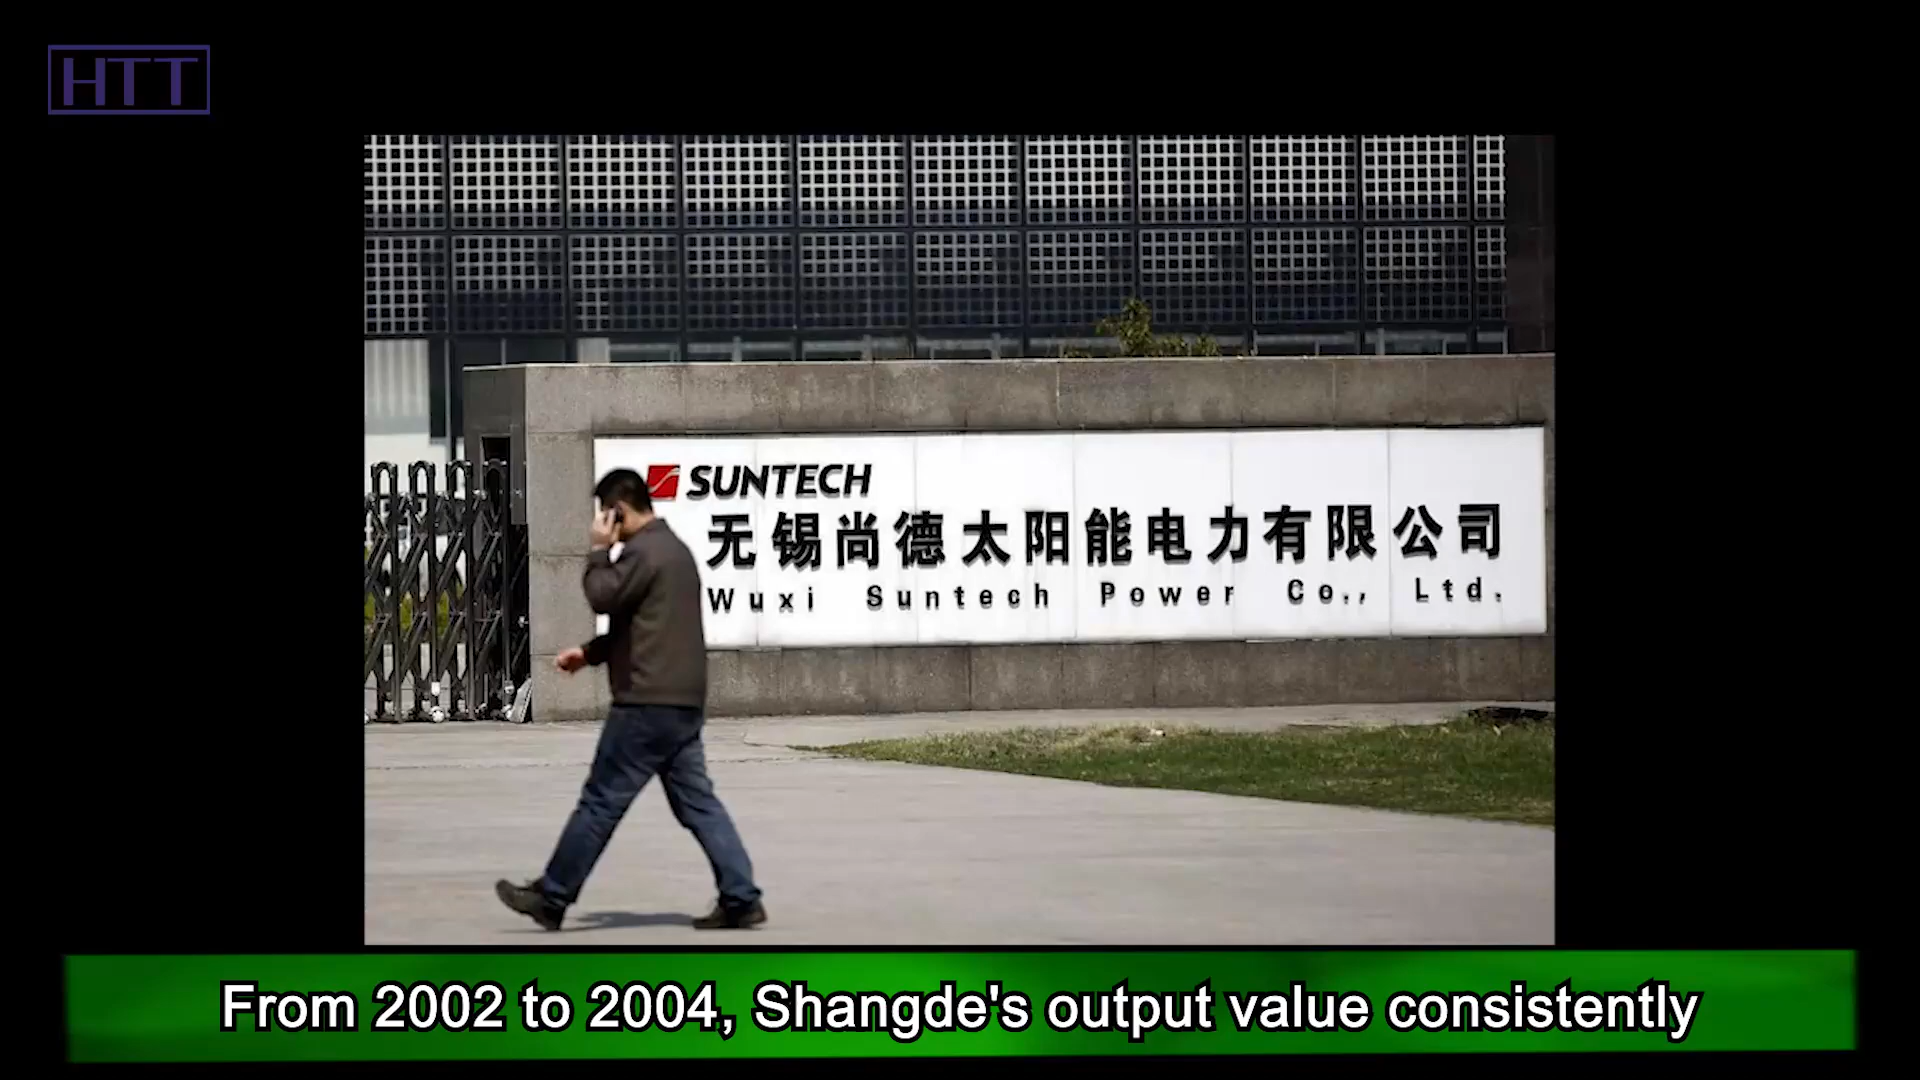 HTT
SUNTECH
无锡尚德太阳能电力有限公司
Wuxi Suntech Power Co., Ltd.
From 2002 to 2004, Shangde's output value consistently